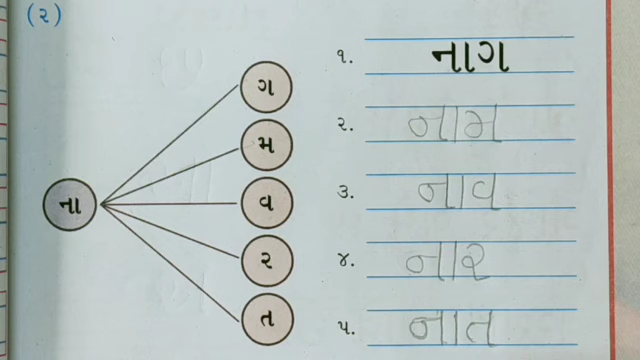 (૨)
ના
ગ
મ
વ
ર
ત
૧. નાગ
૨. નામ
૩. નાવ
૪. નાર
૫. નાત